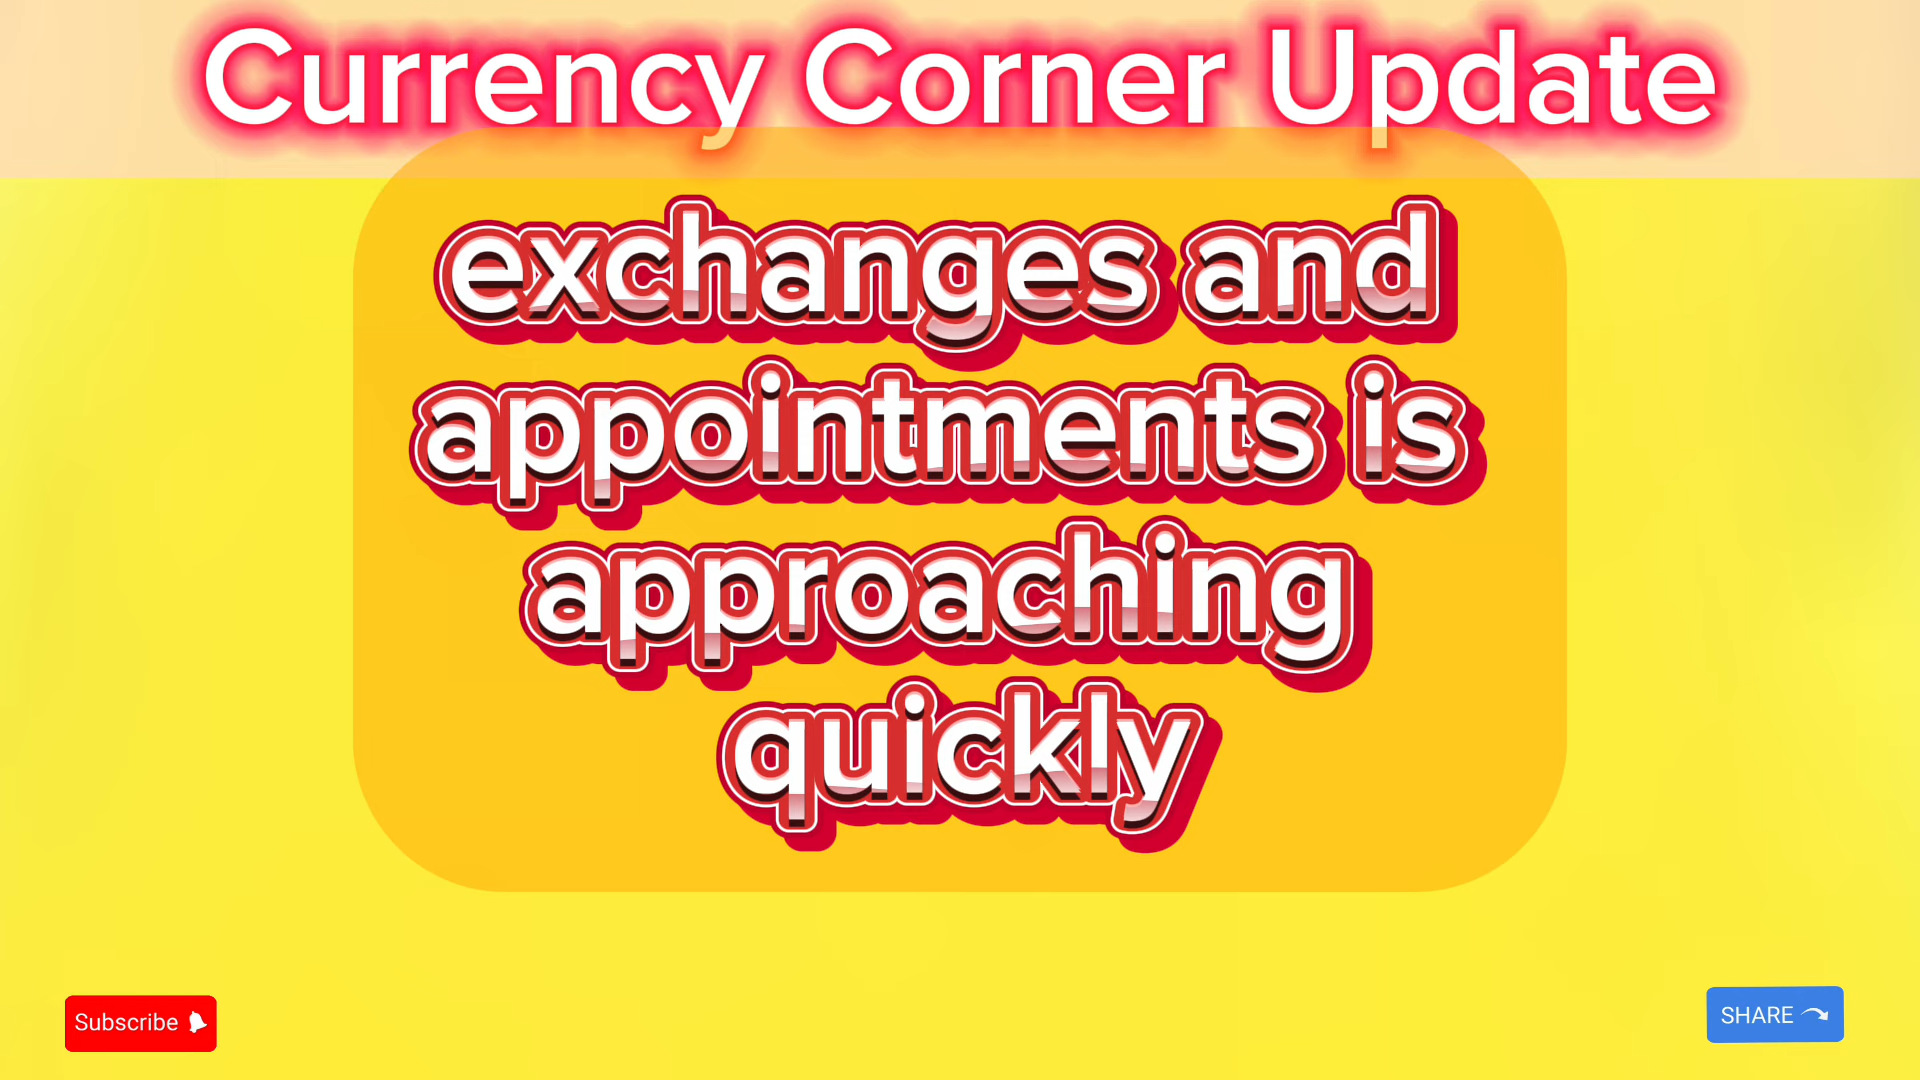 Currency Corner Update
exchanges and
appointments is
approaching
quickly
Subscribe
SHARE